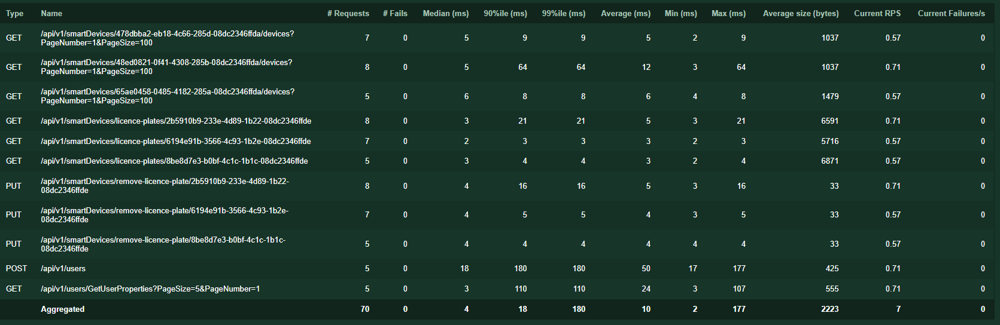 Type Name # Requests # Fails Median (ms) 90%ile (ms) 99%ile (ms) Average (ms) Min (ms) Max (ms) Average size (bytes) Current RPS Current Failures/s
GET /api/v1/smartDevices/478dbba2-eb18-4c66-285d-08dc2346ffda/devices?
PageNumber=1&PageSize=100 7 0 5 9 9 5 2 9 1037 0.57 0
GET /api/v1/smartDevices/48ed0821-0f41-4308-285b-08dc2346ffda/devices?
PageNumber=1&PageSize=100 8 0 5 64 64 12 3 64 1037 0.71 0
GET /api/v1/smartDevices/65ae0458-0485-4182-285a-08dc2346ffda/devices?
PageNumber=1&PageSize=100 5 0 6 8 8 6 4 8 1479 0.57 0
GET /api/v1/smartDevices/licence-plates/2b5910b9-233e-4d89-1b22-08dc2346ffde 8 0 3 21 21 5 3 21 6591 0.71 0
GET /api/v1/smartDevices/licence-plates/6194e91b-3566-4c93-1b2e-08dc2346ffde 7 0 2 3 3 3 2 3 5716 0.57 0
GET /api/v1/smartDevices/licence-plates/8be8d7e3-b0bf-4c1c-1b1c-08dc2346ffde 5 0 3 4 4 3 2 4 6871 0.57 0
PUT /api/v1/smartDevices/remove-licence-plate/2b5910b9-233e-4d89-1b22-
08dc2346ffde 8 0 4 16 16 5 3 16 33 0.71 0
PUT /api/v1/smartDevices/remove-licence-plate/6194e91b-3566-4c93-1b2e-
08dc2346ffde 7 0 4 5 5 4 3 5 33 0.57 0
PUT /api/v1/smartDevices/remove-licence-plate/8be8d7e3-b0bf-4c1c-1b1c-
08dc2346ffde 5 0 4 4 4 4 4 4 33 0.57 0
POST /api/v1/users 5 0 18 180 180 50 17 177 425 0.71 0
GET /api/v1/users/GetUserProperties?PageSize=5&PageNumber=1 5 0 3 110 110 24 3 107 555 0.71 0
Aggregated 70 0 4 18 180 10 2 177 2223 7 0